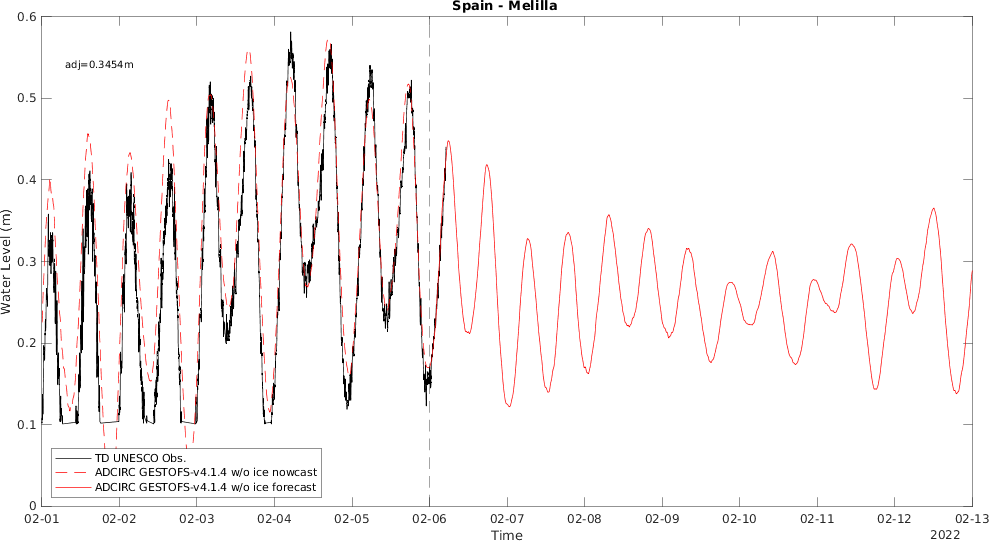 Spain - Melilla
adj=0.3454m
Water Level (m)
0.6
0.5
0.4
0.3
0.2
0.1
0
TD UNESCO Obs.
ADCIRC GESTOFS-v4.1.4 w/o ice nowcast
ADCIRC GESTOFS-v4.1.4 w/o ice forecast
02-01 02-02 02-03 02-04 02-05 02-06 02-07 02-08 02-09 02-10 02-11 02-12 02-13
Time
2022